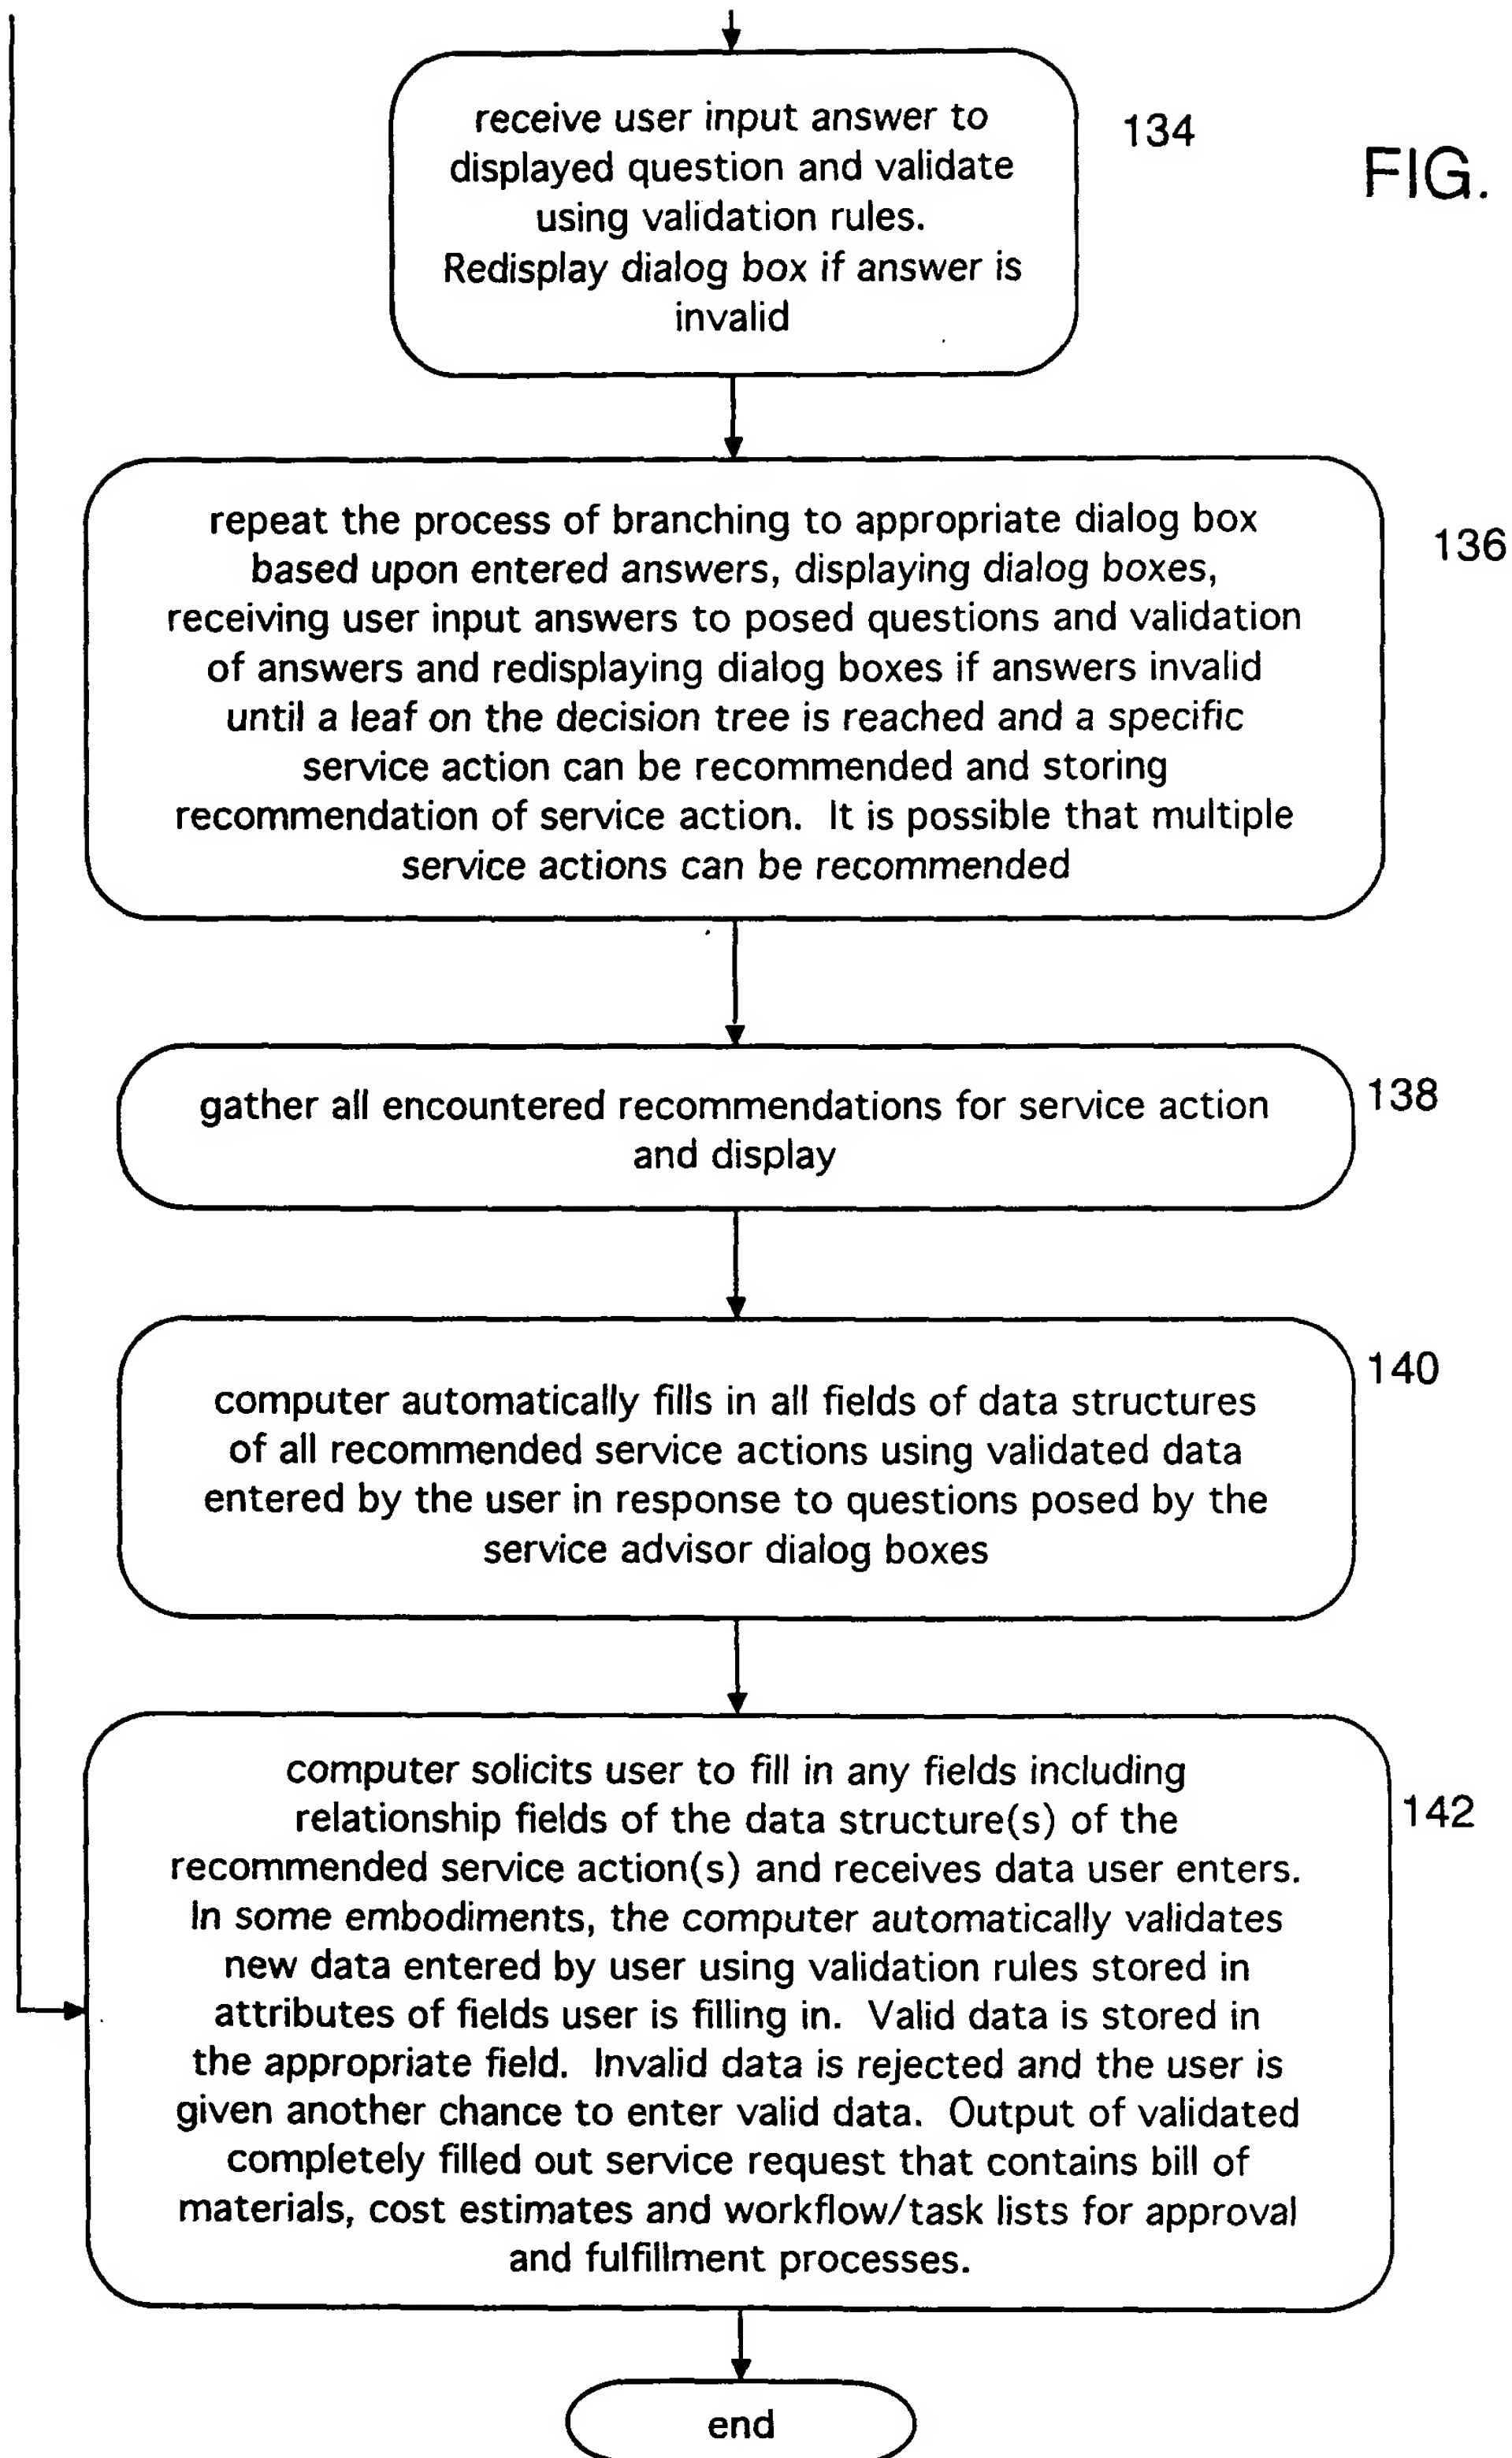 receive user input answer to
displayed question and validate
using validation rules.
Redisplay dialog box if answer is
invalid
134
FIG.
repeat the process of branching to appropriate dialog box
based upon entered answers, displaying dialog boxes,
receiving user input answers to posed questions and validation
of answers and redisplaying dialog boxes if answers invalid
until a leaf on the decision tree is reached and a specific
service action can be recommended and storing
recommendation of service action. It is possible that multiple
service actions can be recommended
136
gather all encountered recommendations for service action
and display
138
computer automatically fills in all fields of data structures
of all recommended service actions using validated data
entered by the user in response to questions posed by the
service advisor dialog boxes
140
computer solicits user to fill in any fields including
relationship fields of the data structure(s) of the
recommended service action(s) and receives data user enters.
In some embodiments, the computer automatically validates
new data entered by user using validation rules stored in
attributes of fields user is filling in. Valid data is stored in
the appropriate field. Invalid data is rejected and the user is
given another chance to enter valid data. Output of validated
completely filled out service request that contains bill of
materials, cost estimates and workflow/task lists for approval
and fulfillment processes.
142
end